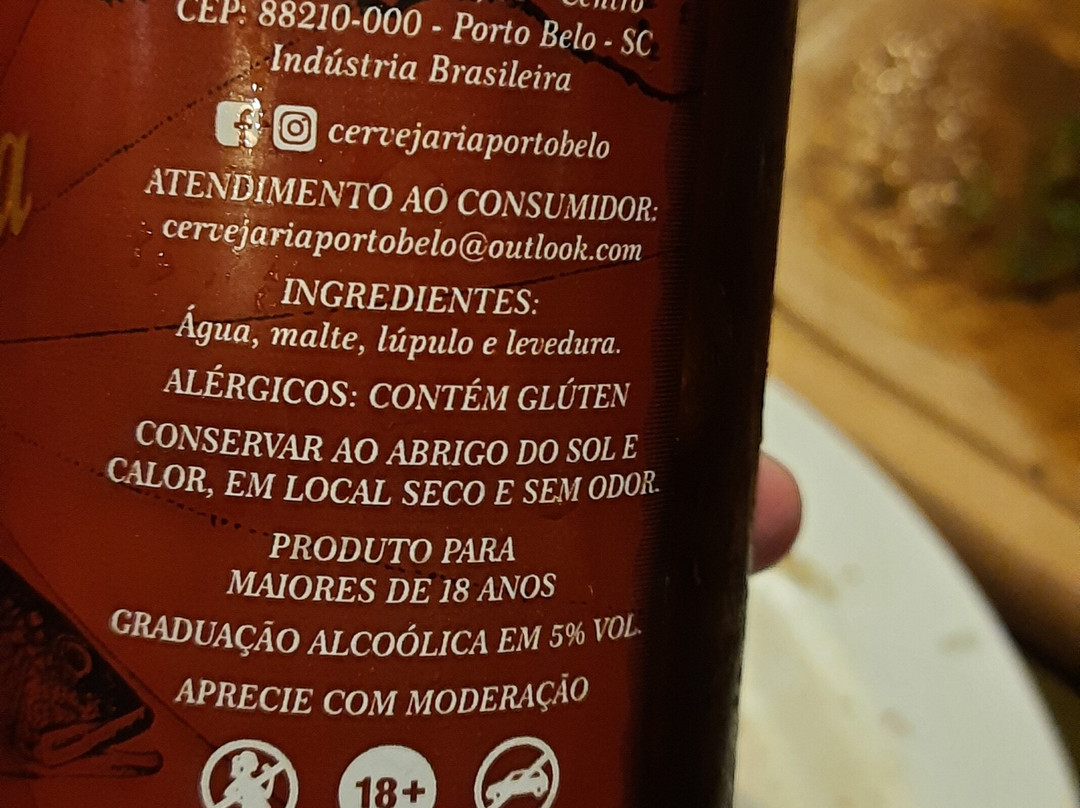 Centro
CEP: 88210-000 - Porto Belo - SC
Indústria Brasileira
cervejariaportobelo
ATENDIMENTO AO CONSUMIDOR:
cervejariaportobelo@outlook.com
INGREDIENTES:
Água, malte, lúpulo e levedura.
ALÉRGICOS: CONTÉM GLÚTEN
CONSERVAR AO ABRIGO DO SOL E
CALOR, EM LOCAL SECO E SEM ODOR.
PRODUTO PARA
MAIORES DE 18 ANOS
GRADUAÇÃO ALCOÓLICA EM 5% VOL.
APRECIE COM MODERAÇÃO
18+